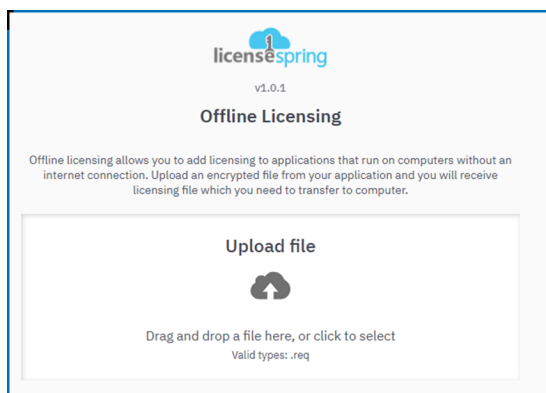 licensespring
v1.0.1
Offline Licensing
Offline licensing allows you to add licensing to applications that run on computers without an
internet connection. Upload an encrypted file from your application and you will receive
licensing file which you need to transfer to computer.
Upload file
Drag and drop a file here, or click to select
Valid types: .req